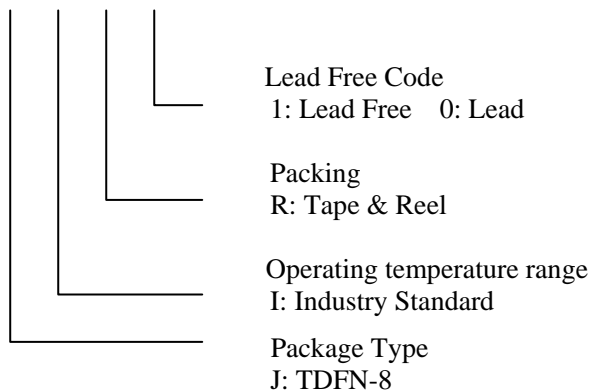 Lead Free Code
1: Lead Free 0: Lead
Packing
R: Tape & Reel
Operating temperature range
I: Industry Standard
Package Type
J: TDFN-8